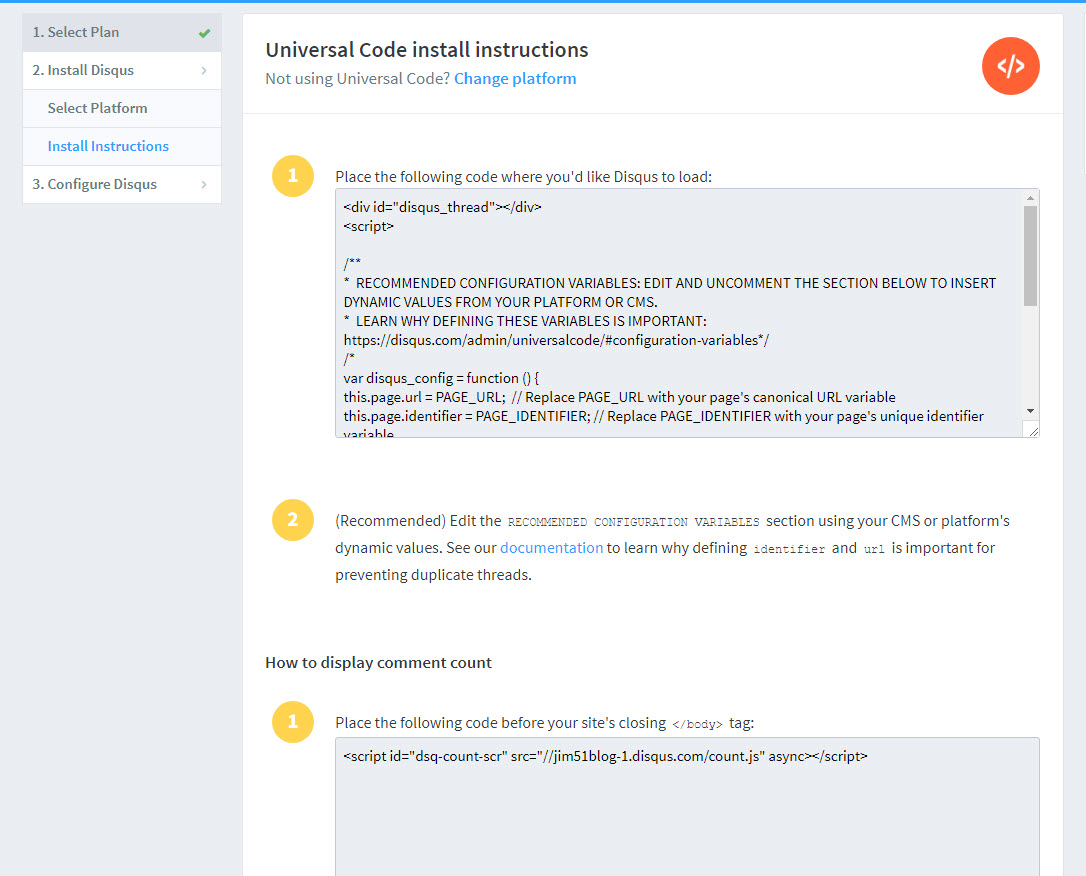 1. Select Plan
2. Install Disqus
Select Platform
Install Instructions
3. Configure Disqus
Universal Code install instructions
Not using Universal Code? Change platform
</>
1
Place the following code where you'd like Disqus to load:
<div id="disqus_thread"></div>
<script>
/**
*  RECOMMENDED CONFIGURATION VARIABLES: EDIT AND UNCOMMENT THE SECTION BELOW TO INSERT
DYNAMIC VALUES FROM YOUR PLATFORM OR CMS.
*  LEARN WHY DEFINING THESE VARIABLES IS IMPORTANT:
https://disqus.com/admin/universalcode/#configuration-variables*/
/*
var disqus_config = function () {
this.page.url = PAGE_URL;  // Replace PAGE_URL with your page's canonical URL variable
this.page.identifier = PAGE_IDENTIFIER; // Replace PAGE_IDENTIFIER with your page's unique identifier
variable
2
(Recommended) Edit the RECOMMENDED CONFIGURATION VARIABLES section using your CMS or platform's
dynamic values. See our documentation to learn why defining identifier and url is important for
preventing duplicate threads.
How to display comment count
1
Place the following code before your site's closing </body> tag:
<script id="dsq-count-scr" src="//jim51blog-1.disqus.com/count.js" async></script>